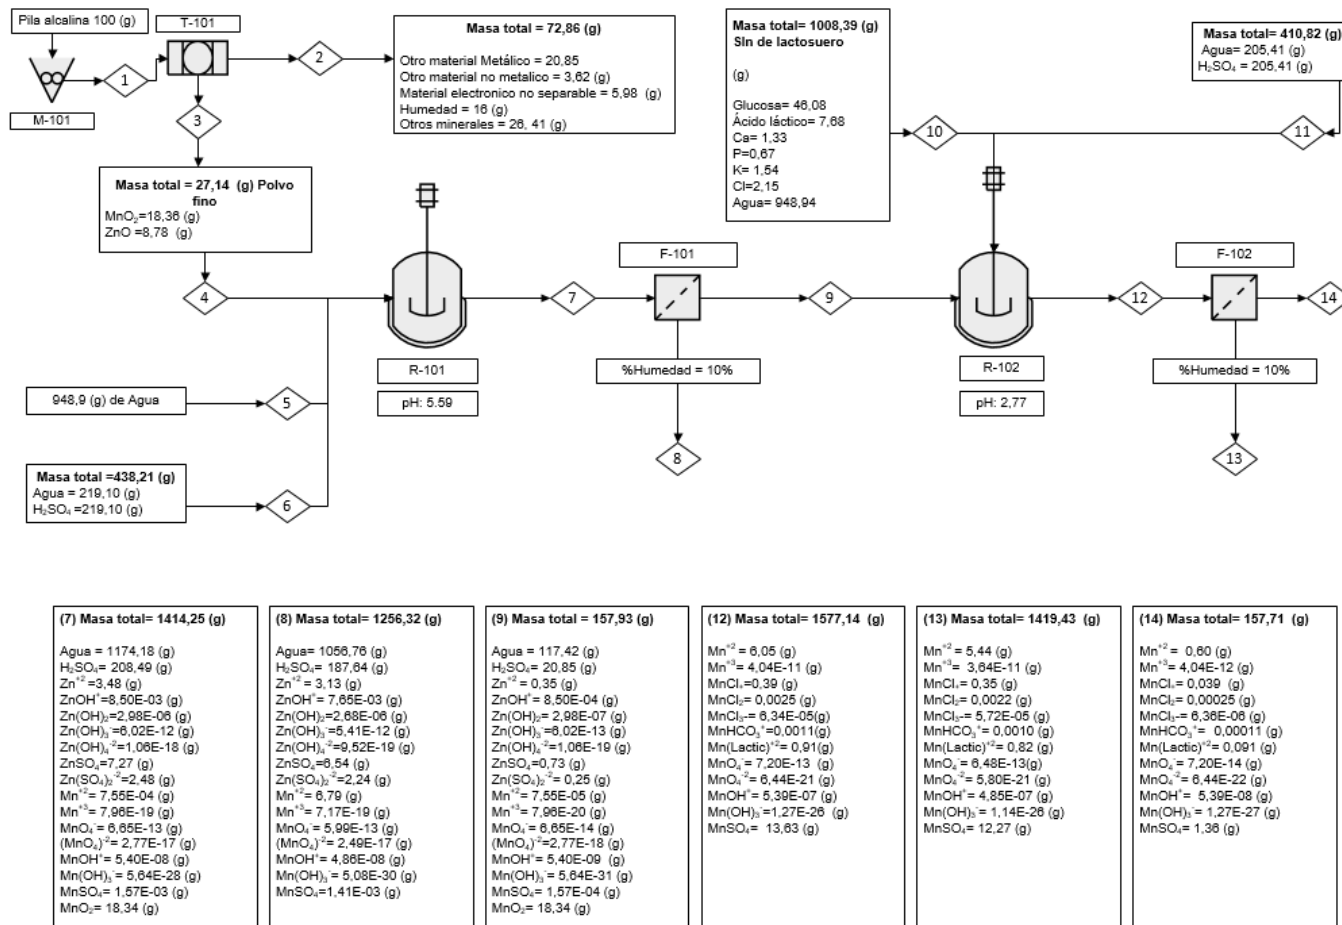 Pila alcalina 100 (g)
T-101
M-101
1
2
3
Masa total = 72,86 (g)
Otro material Metálico = 20,85
Otro material no metalico = 3,62 (g)
Material electronico no separable = 5,98 (g)
Humedad = 16 (g)
Otros minerales = 26, 41 (g)
Masa total= 1008,39 (g)
Sln de lactosuero
(g)
Glucosa= 46,08
Ácido láctico= 7,68
Ca= 1,33
P=0,67
K= 1,54
Cl=2,15
Agua= 948,94
10
Masa total= 410,82 (g)
Agua= 205,41 (g)
H₂SO₄ = 205,41 (g)
11
Masa total = 27,14 (g) Polvo
fino
MnO₂=18,36 (g)
ZnO =8,78 (g)
4
R-101
pH: 5.59
7
F-101
%Humedad = 10%
8
9
R-102
pH: 2,77
12
F-102
%Humedad = 10%
13
14
948,9 (g) de Agua
5
Masa total =438,21 (g)
Agua = 219,10 (g)
H₂SO₄ =219,10 (g)
6
(7) Masa total= 1414,25 (g)
Agua = 1174,18 (g)
H₂SO₄= 208,49 (g)
Zn⁺²=3,48 (g)
ZnOH⁺=8,50E-03 (g)
Zn(OH)₂=2,98E-06 (g)
Zn(OH)₃⁻=6,02E-12 (g)
Zn(OH)₄⁻²=1,06E-18 (g)
ZnSO₄=7,27 (g)
Zn(SO₄)₂⁻²=2,48 (g)
Mn⁺²= 7,55E-04 (g)
Mn⁺³= 7,96E-19 (g)
MnO₄⁻= 6,65E-13 (g)
(MnO₄)⁻²= 2,77E-17 (g)
MnOH⁺= 5,40E-08 (g)
Mn(OH)₃⁻= 5,64E-28 (g)
MnSO₄= 1,57E-03 (g)
MnO₂= 18,34 (g)
(8) Masa total= 1256,32 (g)
Agua= 1056,76 (g)
H₂SO₄= 187,64 (g)
Zn⁺²= 3,13 (g)
ZnOH⁺= 7,65E-03 (g)
Zn(OH)₂=2,68E-06 (g)
Zn(OH)₃⁻=5,41E-12 (g)
Zn(OH)₄⁻²=9,52E-19 (g)
ZnSO₄=6,54 (g)
Zn(SO₄)₂⁻²=2,24 (g)
Mn⁺²= 6,79 (g)
Mn⁺³= 7,17E-19 (g)
MnO₄⁻= 5,99E-13 (g)
(MnO₄)⁻²= 2,49E-17 (g)
MnOH⁺= 4,86E-08 (g)
Mn(OH)₃⁻= 5,08E-30 (g)
MnSO₄=1,41E-03 (g)
(9) Masa total= 157,93 (g)
Agua= 117,42 (g)
H₂SO₄= 20,85 (g)
Zn⁺²= 0,35 (g)
ZnOH⁺= 8,50E-04 (g)
Zn(OH)₂= 2,98E-07 (g)
Zn(OH)₃⁻=6,02E-13 (g)
Zn(OH)₄⁻²=1,06E-19 (g)
ZnSO₄=0,73 (g)
Zn(SO₄)₂⁻²= 0,25 (g)
Mn⁺²= 7,55E-05 (g)
Mn⁺³= 7,96E-20 (g)
MnO₄⁻= 6,65E-14 (g)
(MnO₄)⁻²=2,77E-18 (g)
MnOH⁺= 5,40E-09 (g)
Mn(OH)₃⁻= 5,64E-31 (g)
MnSO₄= 1,57E-04 (g)
MnO₂= 18,34 (g)
(12) Masa total= 1577,14 (g)
Mn⁺² = 6,05 (g)
Mn⁺³= 4,04E-11 (g)
MnCl₊=0,39 (g)
MnCl₂= 0,0025 (g)
MnCl₃-= 6,34E-05(g)
MnHCO₃⁺=0,0011(g)
Mn(Lactic)⁺²= 0,91(g)
MnO₄⁻= 7,20E-13 (g)
MnO₄⁻²= 6,44E-21 (g)
MnOH⁺= 5,39E-07 (g)
Mn(OH)₃⁻=1,27E-26 (g)
MnSO₄= 13,63 (g)
(13) Masa total= 1419,43 (g)
Mn⁺² = 5,44 (g)
Mn⁺³= 3,64E-11 (g)
MnCl₊= 0,35 (g)
MnCl₂= 0,0022 (g)
MnCl₃-= 5,72E-05 (g)
MnHCO₃⁺= 0,0010 (g)
Mn(Lactic)⁺²= 0,82 (g)
MnO₄⁻= 6,48E-13(g)
MnO₄⁻²= 5,80E-21 (g)
MnOH⁺= 4,85E-07 (g)
Mn(OH)₃⁻= 1,14E-26 (g)
MnSO₄= 12,27 (g)
(14) Masa total= 157,71 (g)
Mn⁺² = 0,60 (g)
Mn⁺³= 4,04E-12 (g)
MnCl₊= 0,039 (g)
MnCl₂= 0,00025 (g)
MnCl₃-= 6,36E-06 (g)
MnHCO₃⁺= 0,00011 (g)
Mn(Lactic)⁺²= 0,091 (g)
MnO₄⁻= 7,20E-14 (g)
MnO₄⁻²= 6,44E-22 (g)
MnOH⁺= 5,39E-08 (g)
Mn(OH)₃⁻= 1,27E-27 (g)
MnSO₄= 1,36 (g)